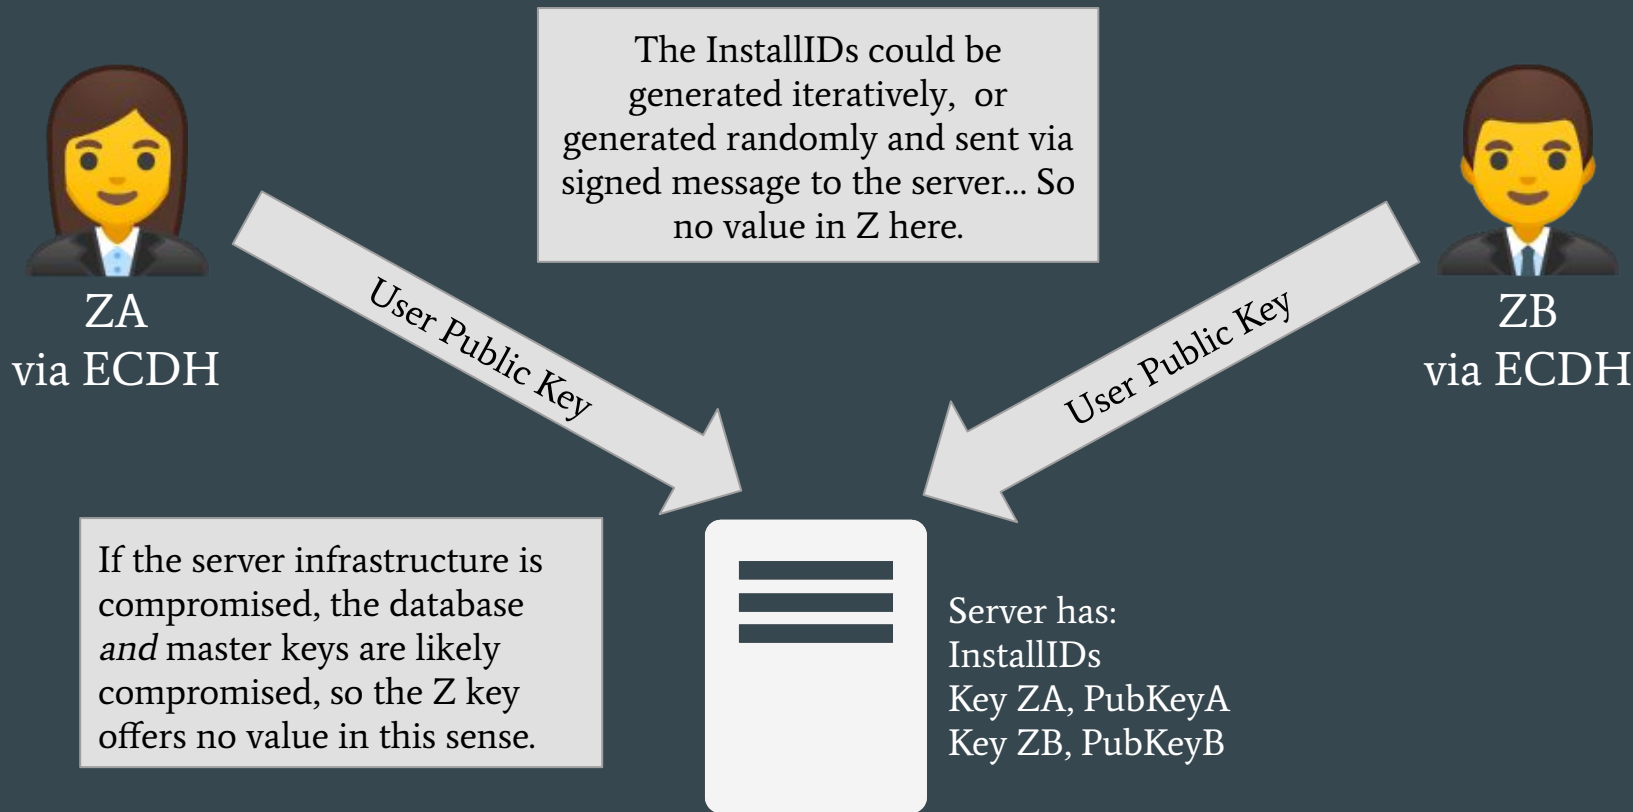 The InstallIDs could be
generated iteratively, or
generated randomly and sent via
signed message to the server... So
no value in Z here.
ZA
via ECDH
User Public Key
User Public Key
ZB
via ECDH
If the server infrastructure is
compromised, the database
and master keys are likely
compromised, so the Z key
offers no value in this sense.
Server has:
InstallIDs
Key ZA, PubKeyA
Key ZB, PubKeyB